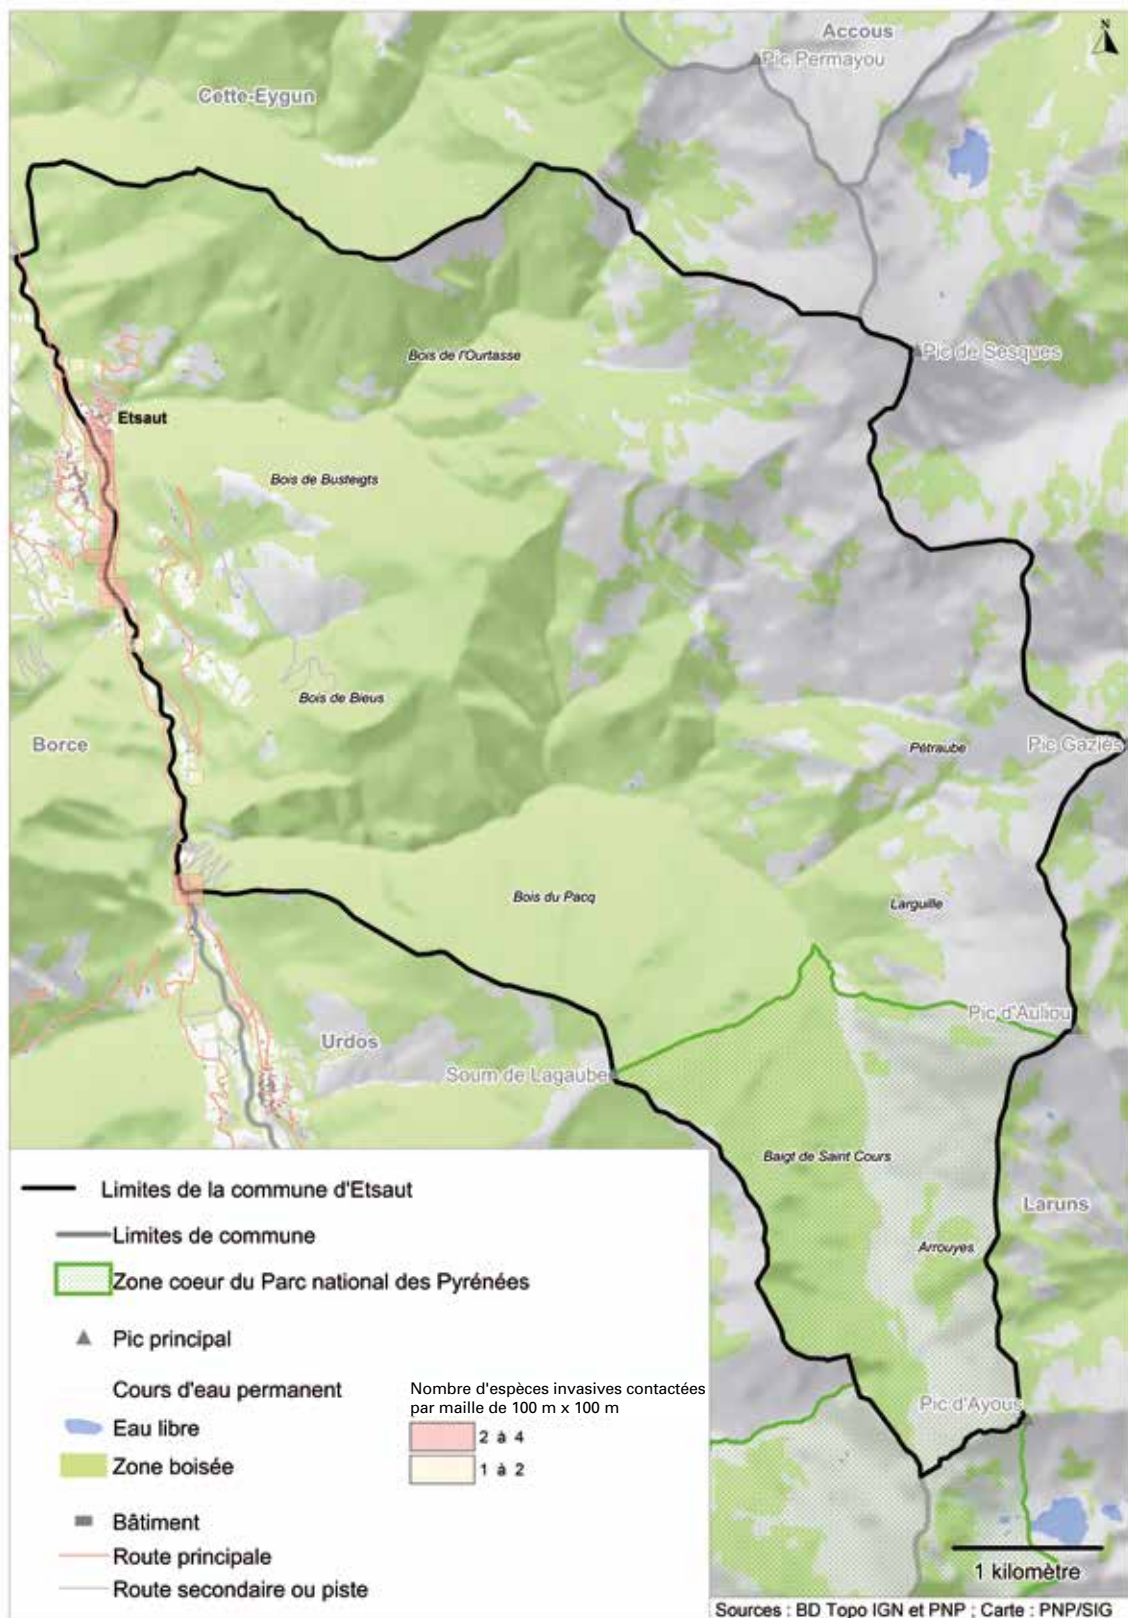 N
Accous
Pic Permayou
Cette-Eygun
Pic de Sesques
Bois de l'Ourtasse
Etsaut
Bois de Busteigts
Bois de Bieus
Borce
Pétraube
Pic Gaziés
Bois du Pacq
Larguille
Pic d'Auliou
Urdos
Soum de Lagaube
Baigt de Saint Cours
Laruns
Arrouyes
Pic d'Ayous
Limites de la commune d'Etsaut
Limites de commune
Zone coeur du Parc national des Pyrénées
Pic principal
Cours d'eau permanent
Eau libre
Zone boisée
Bâtiment
Route principale
Route secondaire ou piste
Nombre d'espèces invasives contactées
par maille de 100 m x 100 m
2 à 4
1 à 2
1 kilomètre
Sources : BD Topo IGN et PNP ; Carte : PNP/SIG